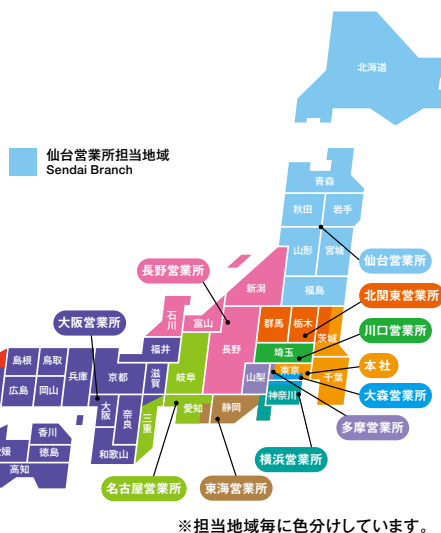 北海道
仙台営業所担当地域
Sendai Branch
青森
秋田
岩手
山形
宮城
仙台営業所
長野営業所
新潟
福島
北関東営業所
石川
富山
群馬
栃木
茨城
大阪営業所
川口営業所
福井
長野
埼玉
島根
鳥取
兵庫
京都
滋賀
岐阜
山梨
東京
千葉
本社
広島
岡山
神奈川
大森営業所
大阪
奈良
三重
愛知
静岡
多摩営業所
香川
徳島
和歌山
横浜営業所
高知
名古屋営業所
東海営業所
※担当地域毎に色分けしています。